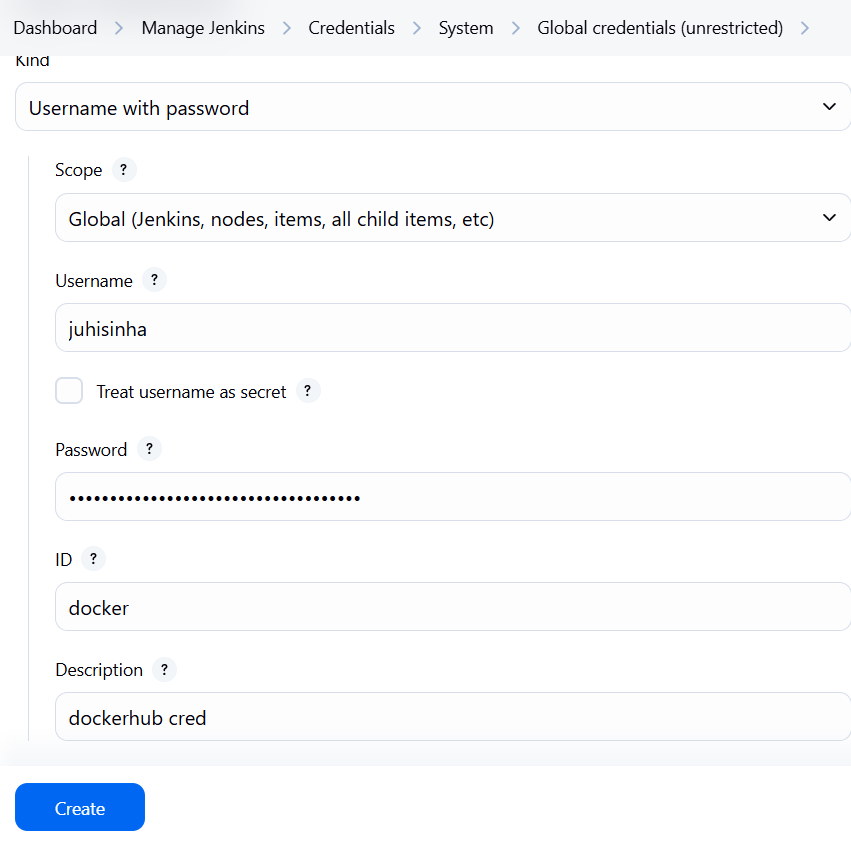 Dashboard > Manage Jenkins > Credentials > System > Global credentials (unrestricted) >
Kind
Username with password
Scope ?
Global (Jenkins, nodes, items, all child items, etc)
Username ?
juhisinha
Treat username as secret ?
Password ?
••••••••••••••••••••••••••••••••••••
ID ?
docker
Description ?
dockerhub cred
Create